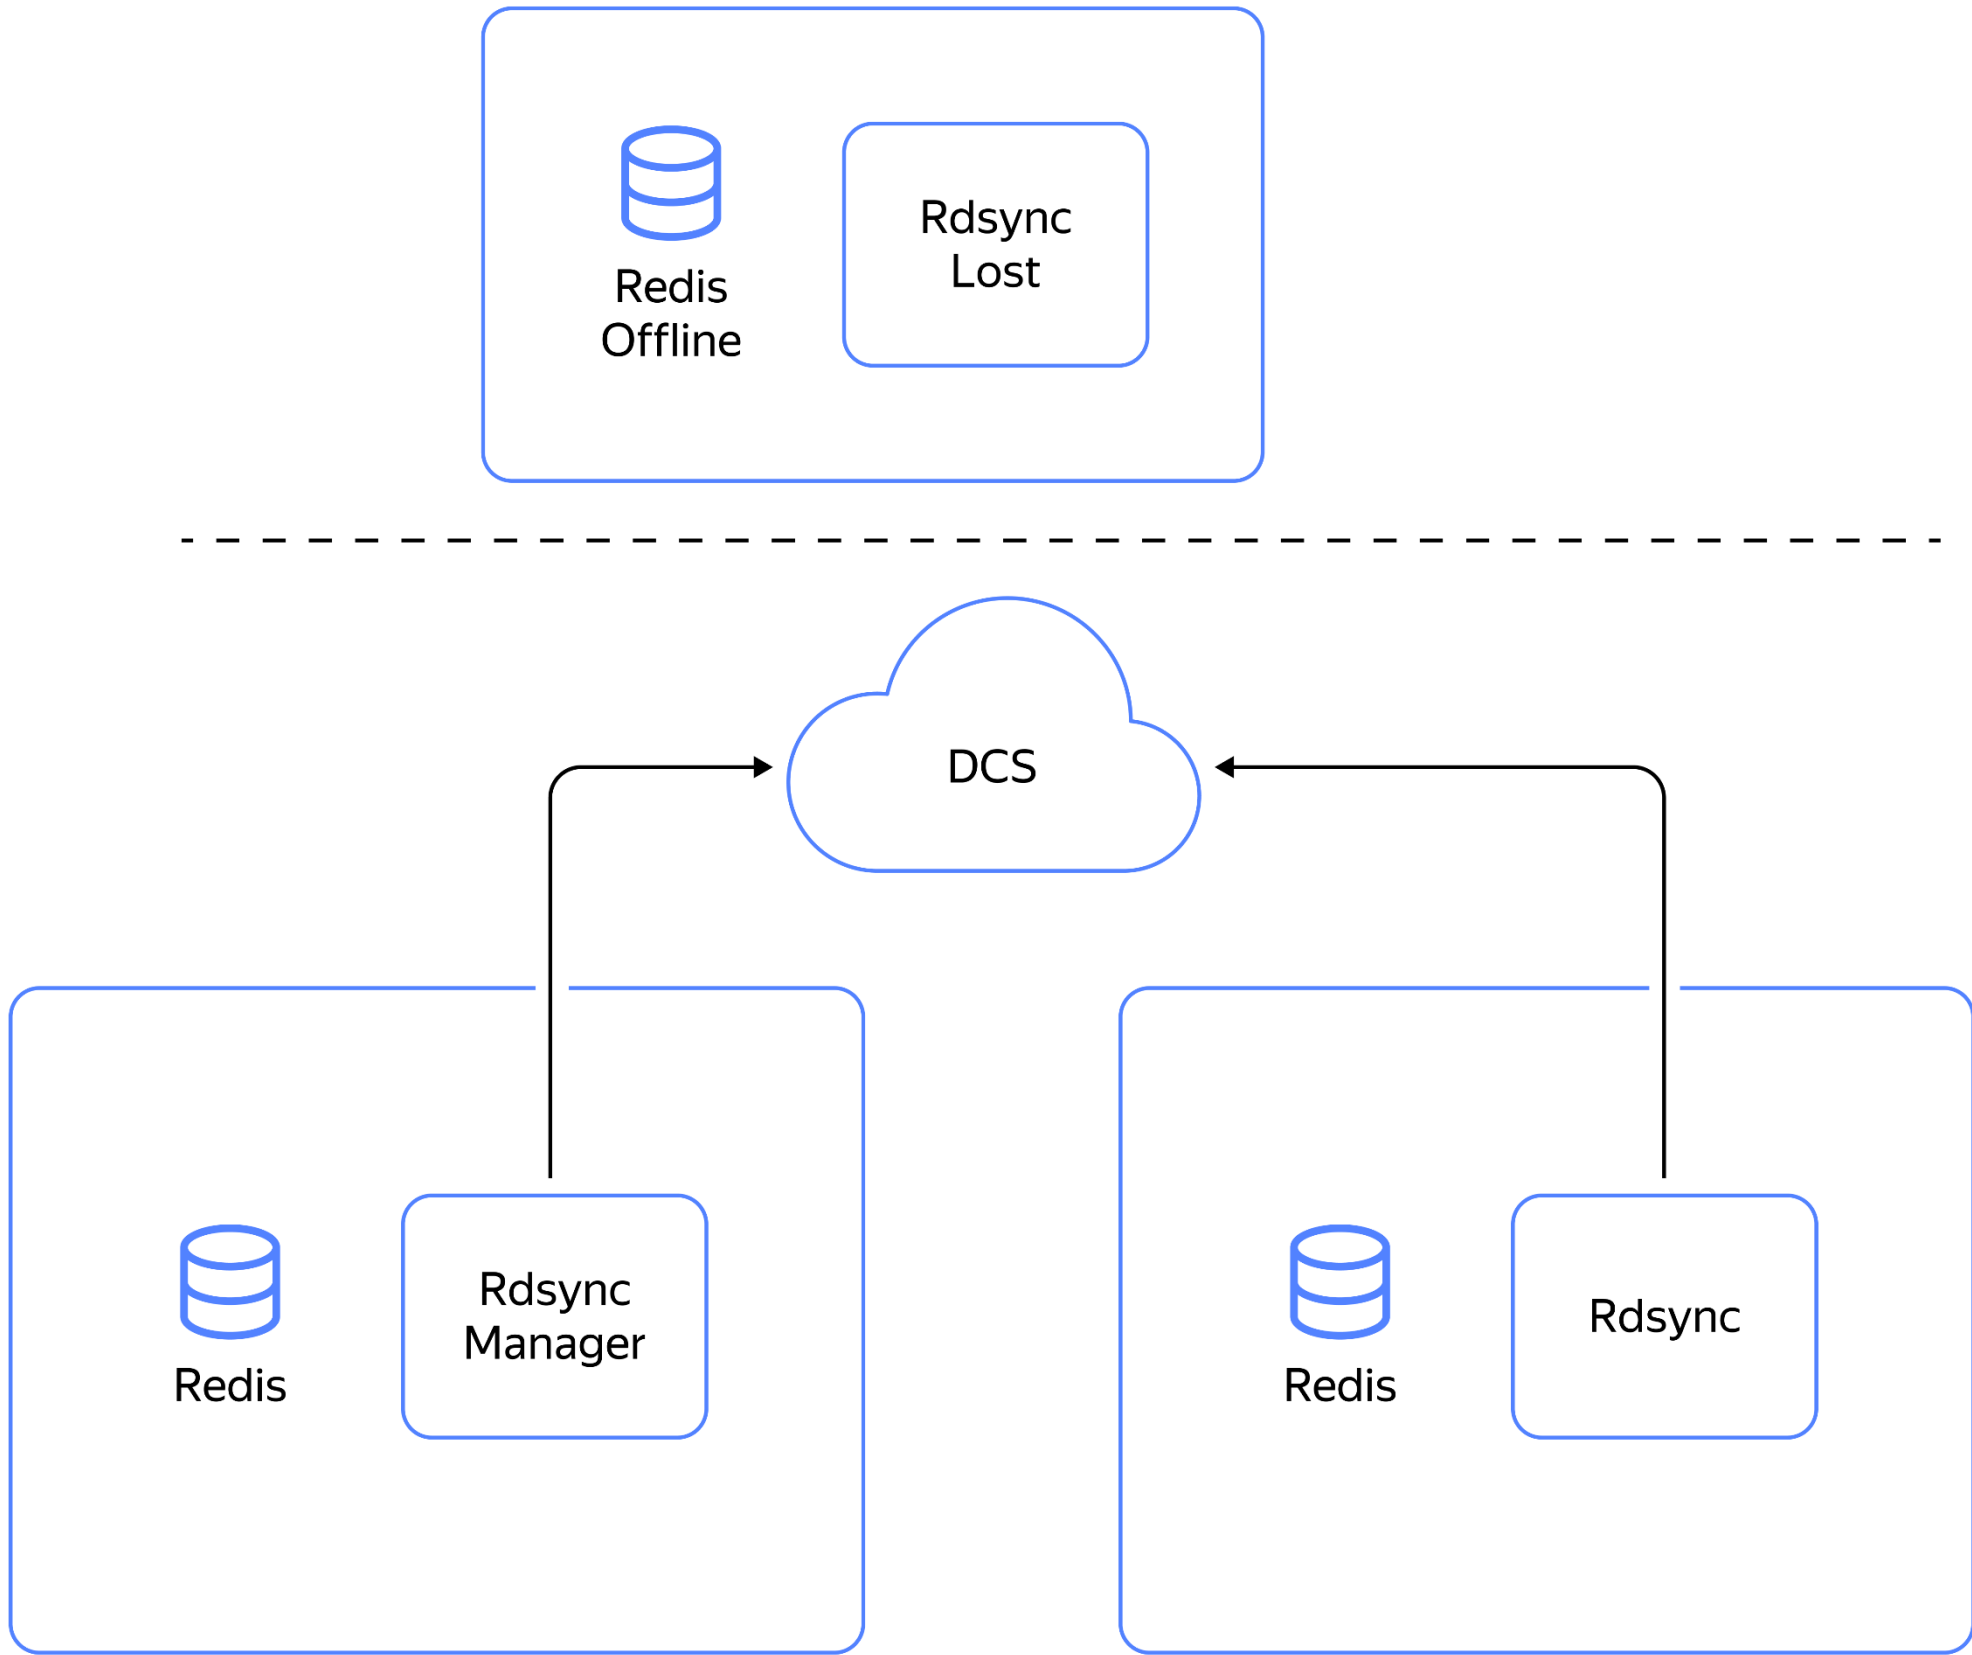 Redis
Offline
Rdsync
Lost
DCS
Redis
Rdsync
Manager
Redis
Rdsync